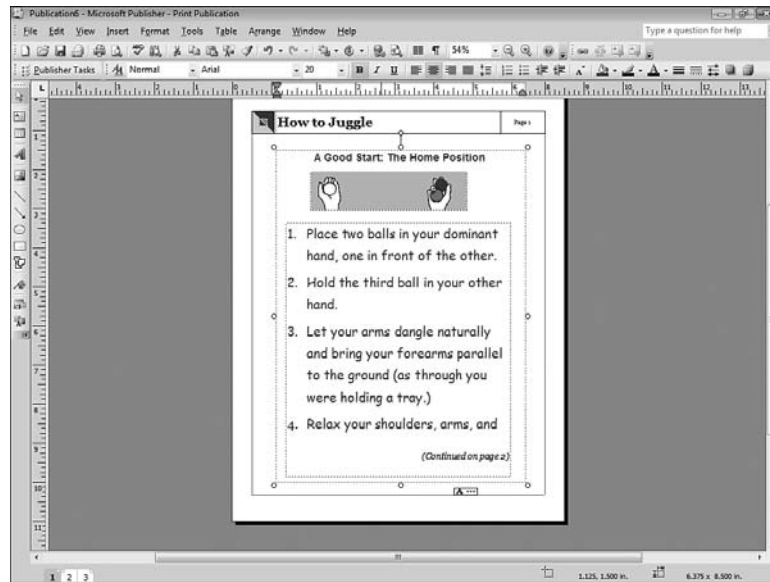 Publication6 - Microsoft Publisher - Print Publication
File Edit View Insert Format Tools Table Arrange Window Help
Type a question for help
54%
Publisher Tasks Normal Arial 20 B I U
How to Juggle
Page 1
A Good Start: The Home Position
1. Place two balls in your dominant
hand, one in front of the other.
2. Hold the third ball in your other
hand.
3. Let your arms dangle naturally
and bring your forearms parallel
to the ground (as through you
were holding a tray.)
4. Relax your shoulders, arms, and
(Continued on page 2)
A ...
1 2 3
1.125, 1.500 in. 6.375 x 8.500 in.